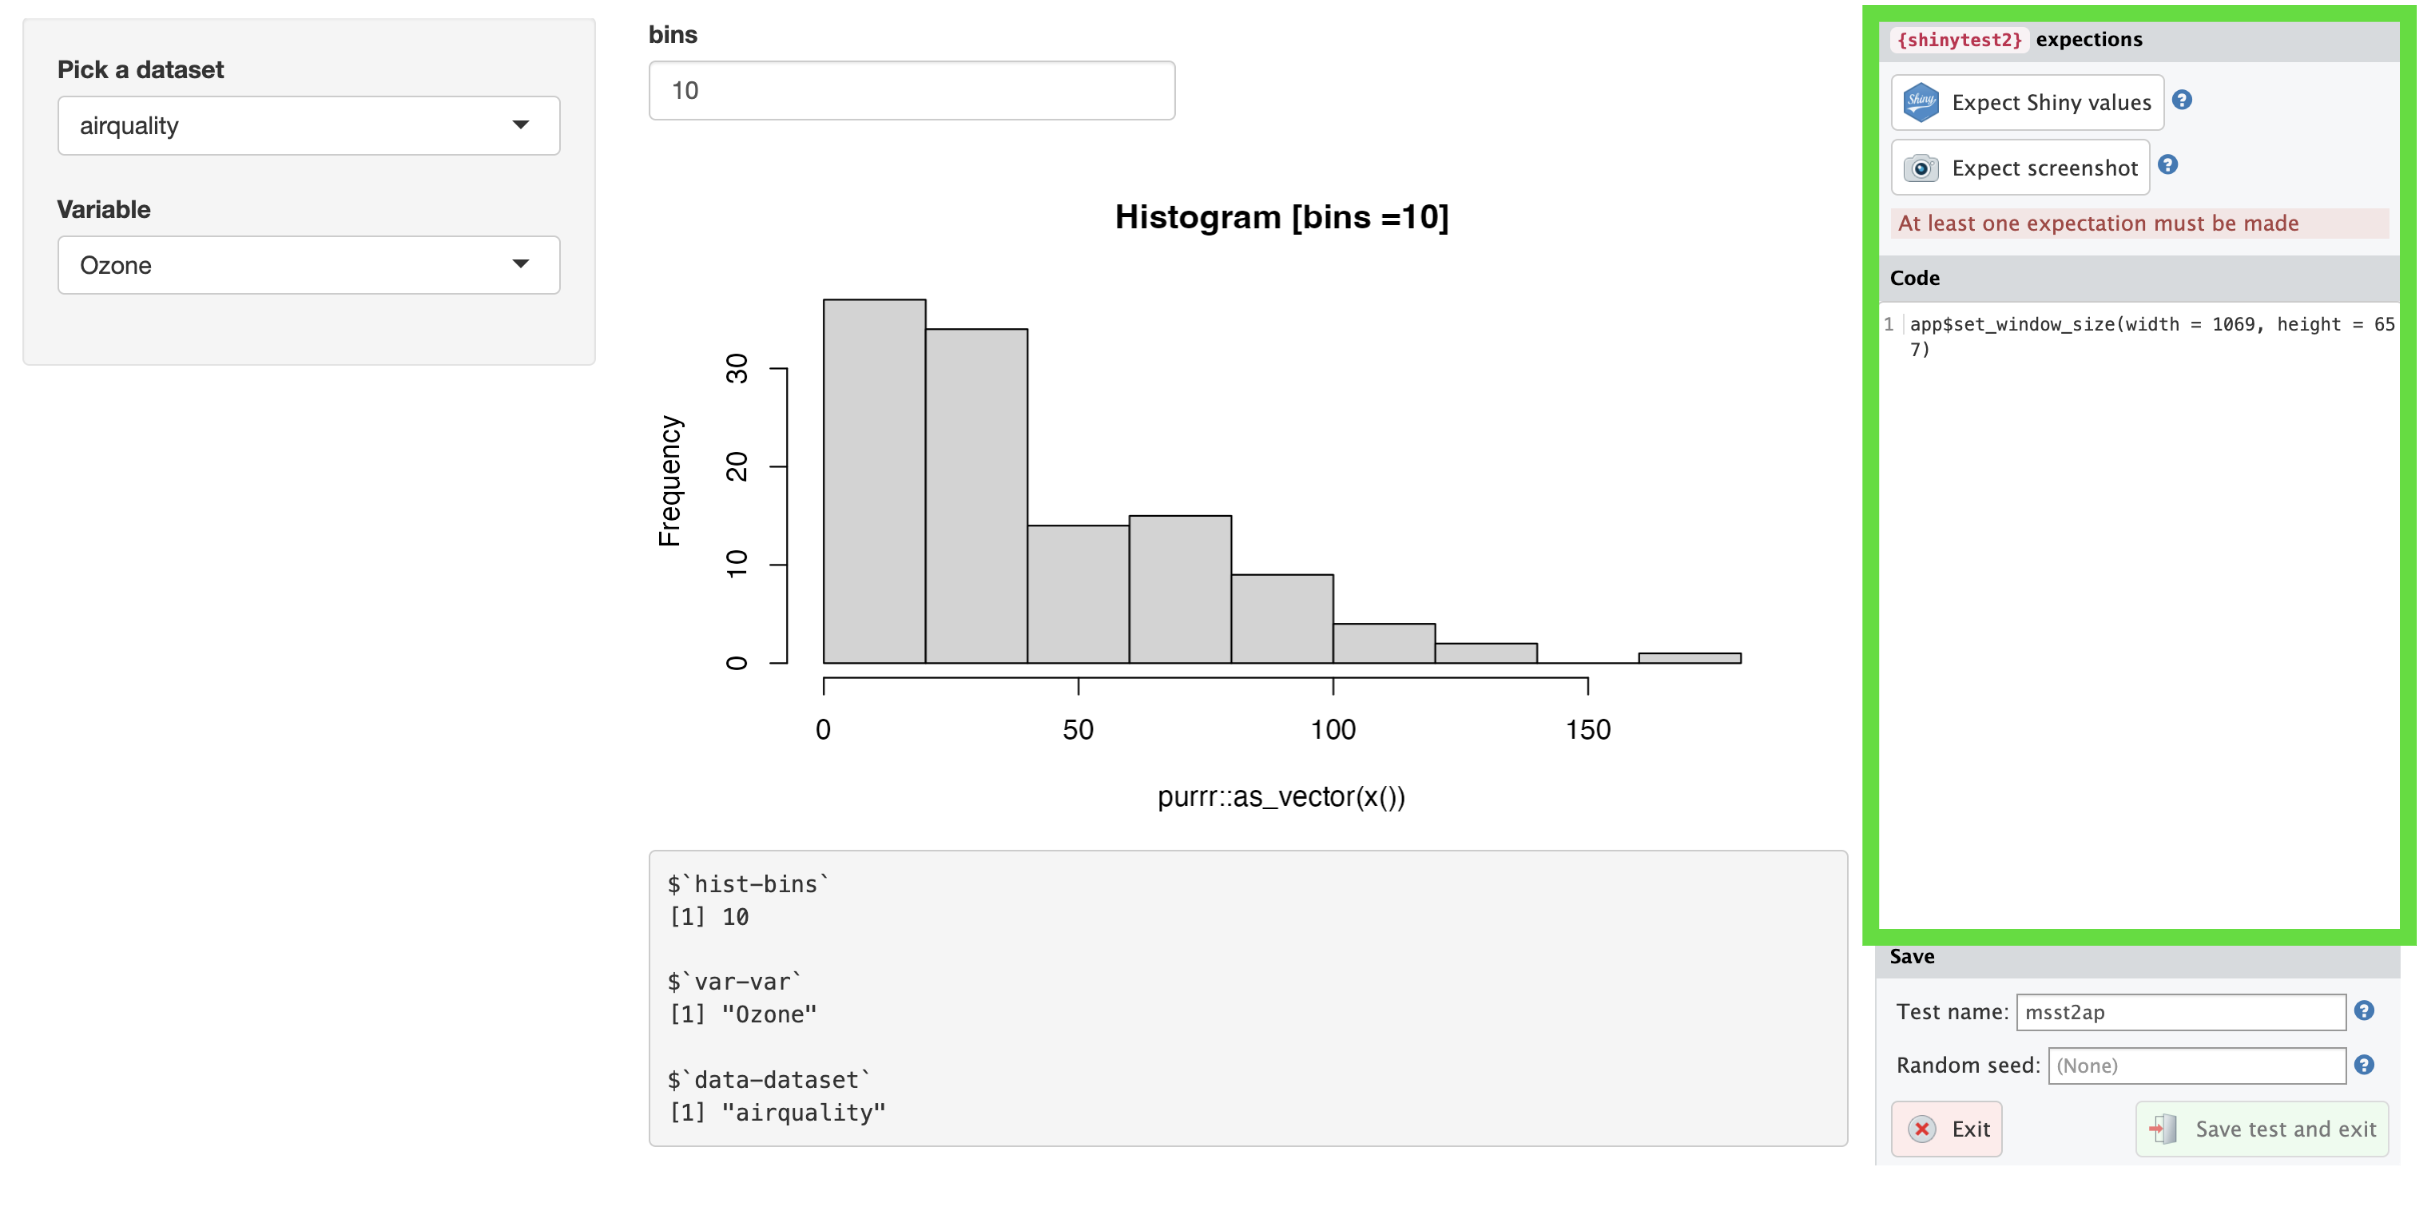 Pick a dataset
airquality
Variable
Ozone
bins
10
Histogram [bins =10]
Frequency
30
20
10
0
0 50 100 150
purrr::as_vector(x())
$`hist-bins`
[1] 10
$`var-var`
[1] "Ozone"
$`data-dataset`
[1] "airquality"
{shinytest2} expections
Shiny
Expect Shiny values ?
Expect screenshot ?
At least one expectation must be made
Code
1 app$set_window_size(width = 1069, height = 65
7)
Save
Test name: msst2ap ?
Random seed: (None) ?
Exit
Save test and exit